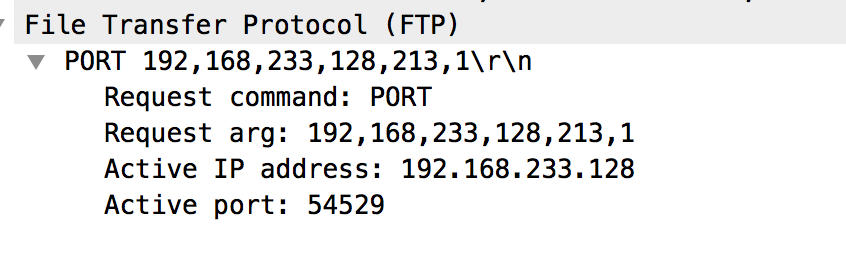 File Transfer Protocol (FTP)
PORT 192,168,233,128,213,1\r\n
Request command: PORT
Request arg: 192,168,233,128,213,1
Active IP address: 192.168.233.128
Active port: 54529